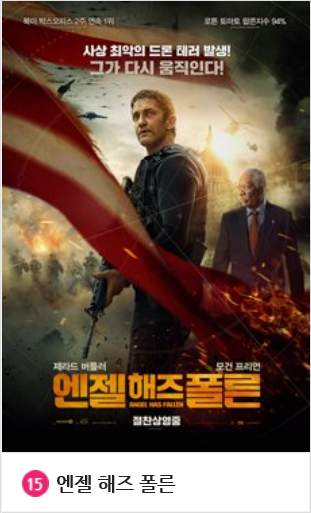 북미 박스오피스 2주 연속 1위
로튼 토마토 팝콘지수 94%
사상 최악의 드론 테러 발생!
그가 다시 움직인다!
제라드 버틀러
모건 프리먼
엔젤 해즈 폴른
ANGEL HAS FALLEN
절찬상영중
15 엔젤 해즈 폴른